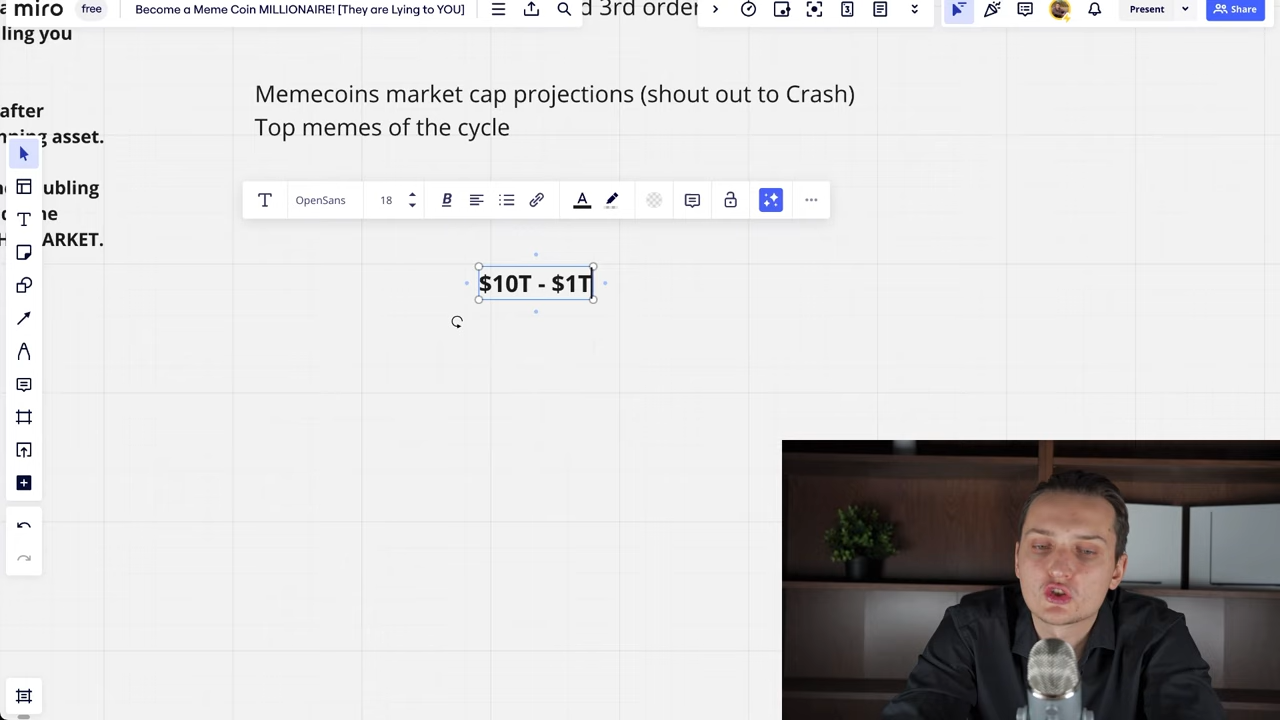 miro free Become a Meme Coin MILLIONAIRE! [They are Lying to YOU] 3rd order 3 Present Share
ling you
after
asset.
ubling
ARKET.
Memecoins market cap projections (shout out to Crash)
Top memes of the cycle
OpenSans 18 B A
$10T - $1T